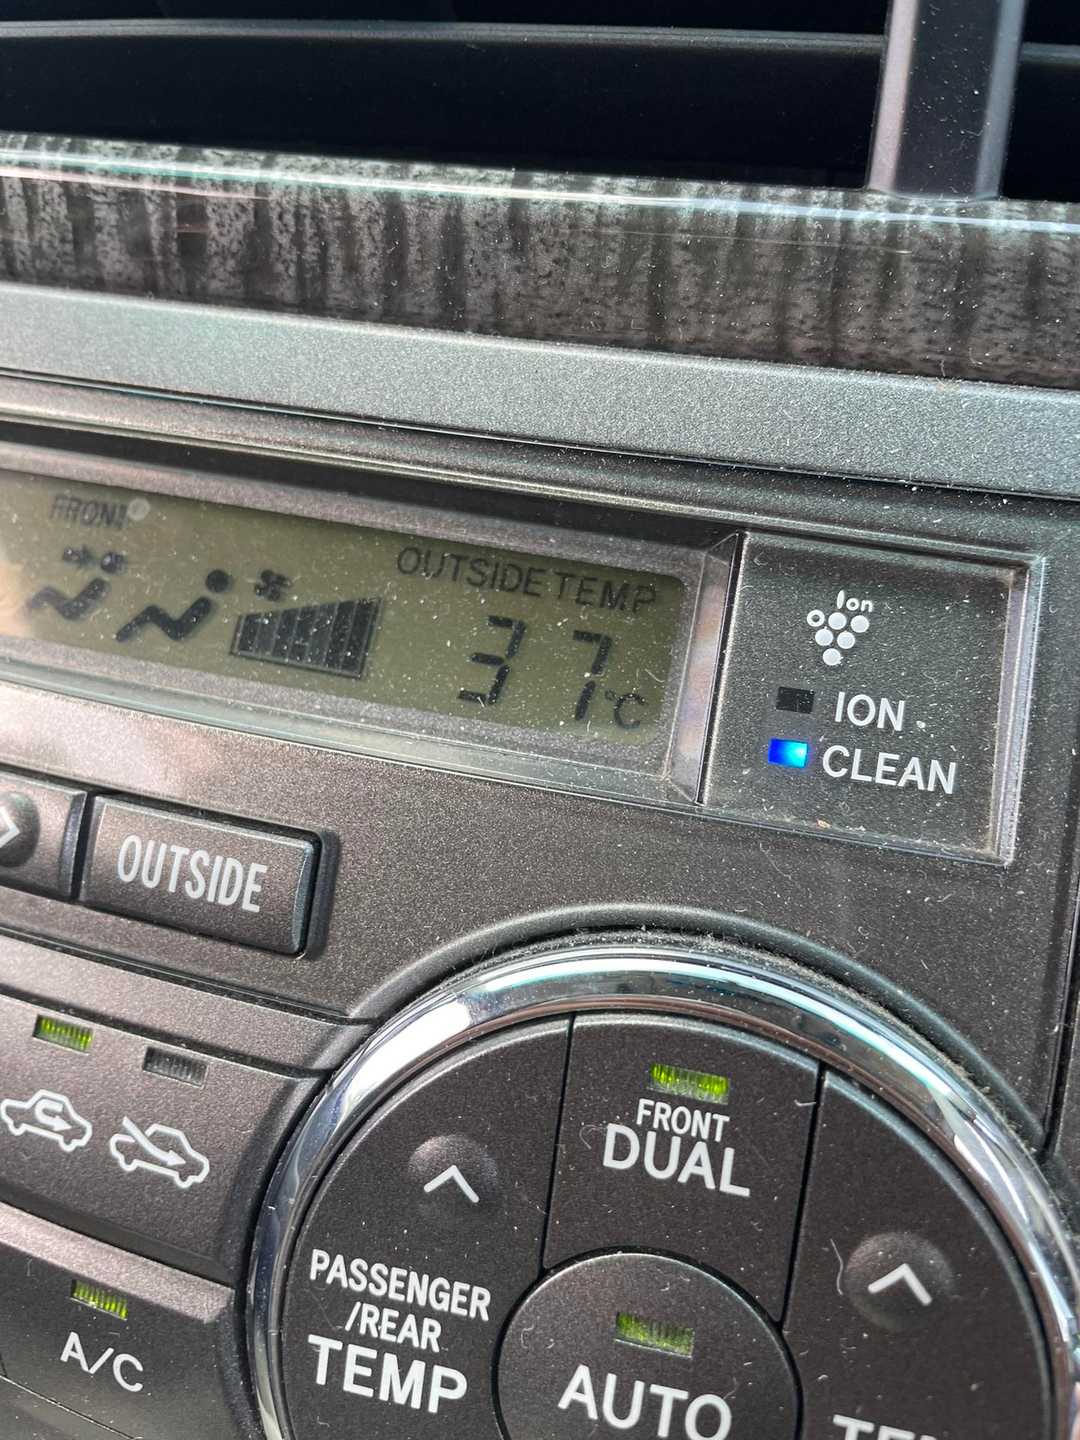 FRONT
OUTSIDE TEMP
37°C
Ion
ION
CLEAN
OUTSIDE
FRONT
DUAL
PASSENGER
/REAR
TEMP
A/C
AUTO